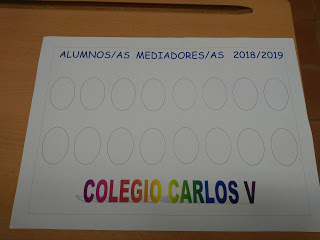 ALUMNOS/AS MEDIADORES/AS 2018/2019
COLEGIO CARLOS V